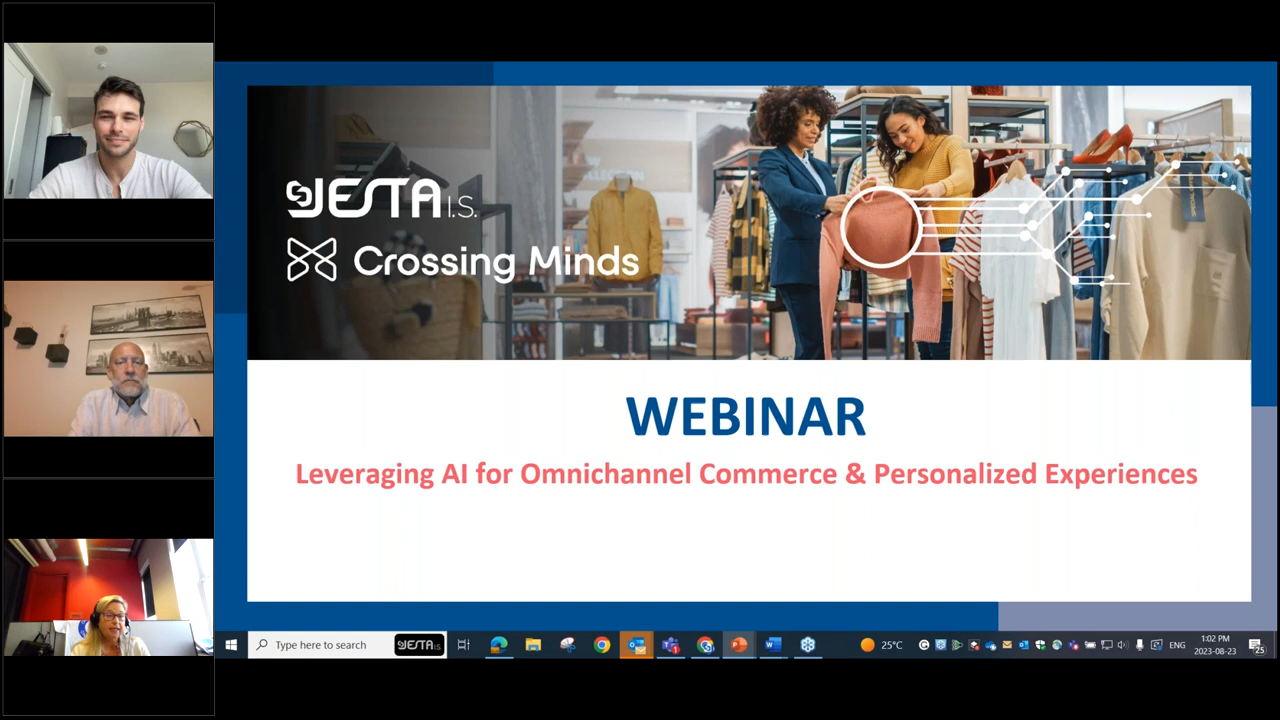 JESTA I.S.
Crossing Minds
WEBINAR
Leveraging AI for Omnichannel Commerce & Personalized Experiences
Type here to search
JESTA I.S.
25°C
ENG
1:02 PM
2023-08-23
25